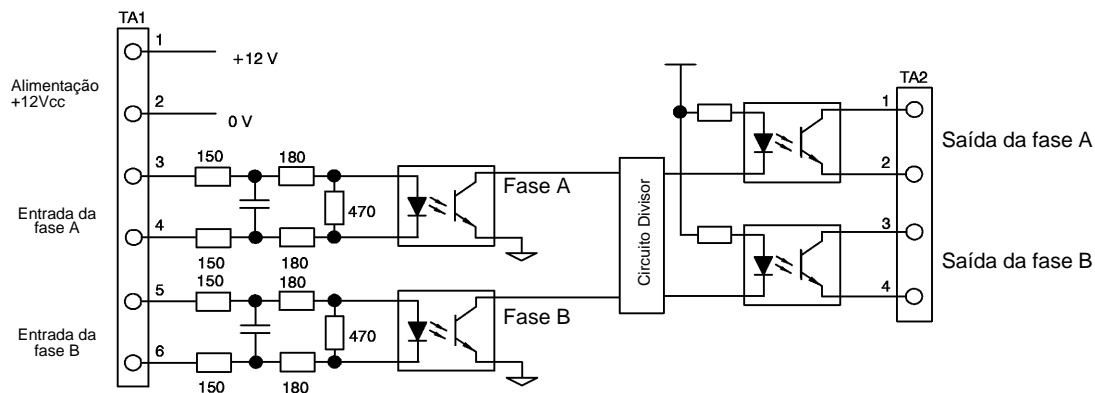 TA1
1
+12 V
Alimentação
+12Vcc
2
0 V
3
150
180
470
Fase A
Entrada da
fase A
4
150
180
5
150
180
470
Fase B
Entrada da
fase B
6
150
180
Circuito Divisor
TA2
1
Saída da fase A
2
3
Saída da fase B
4